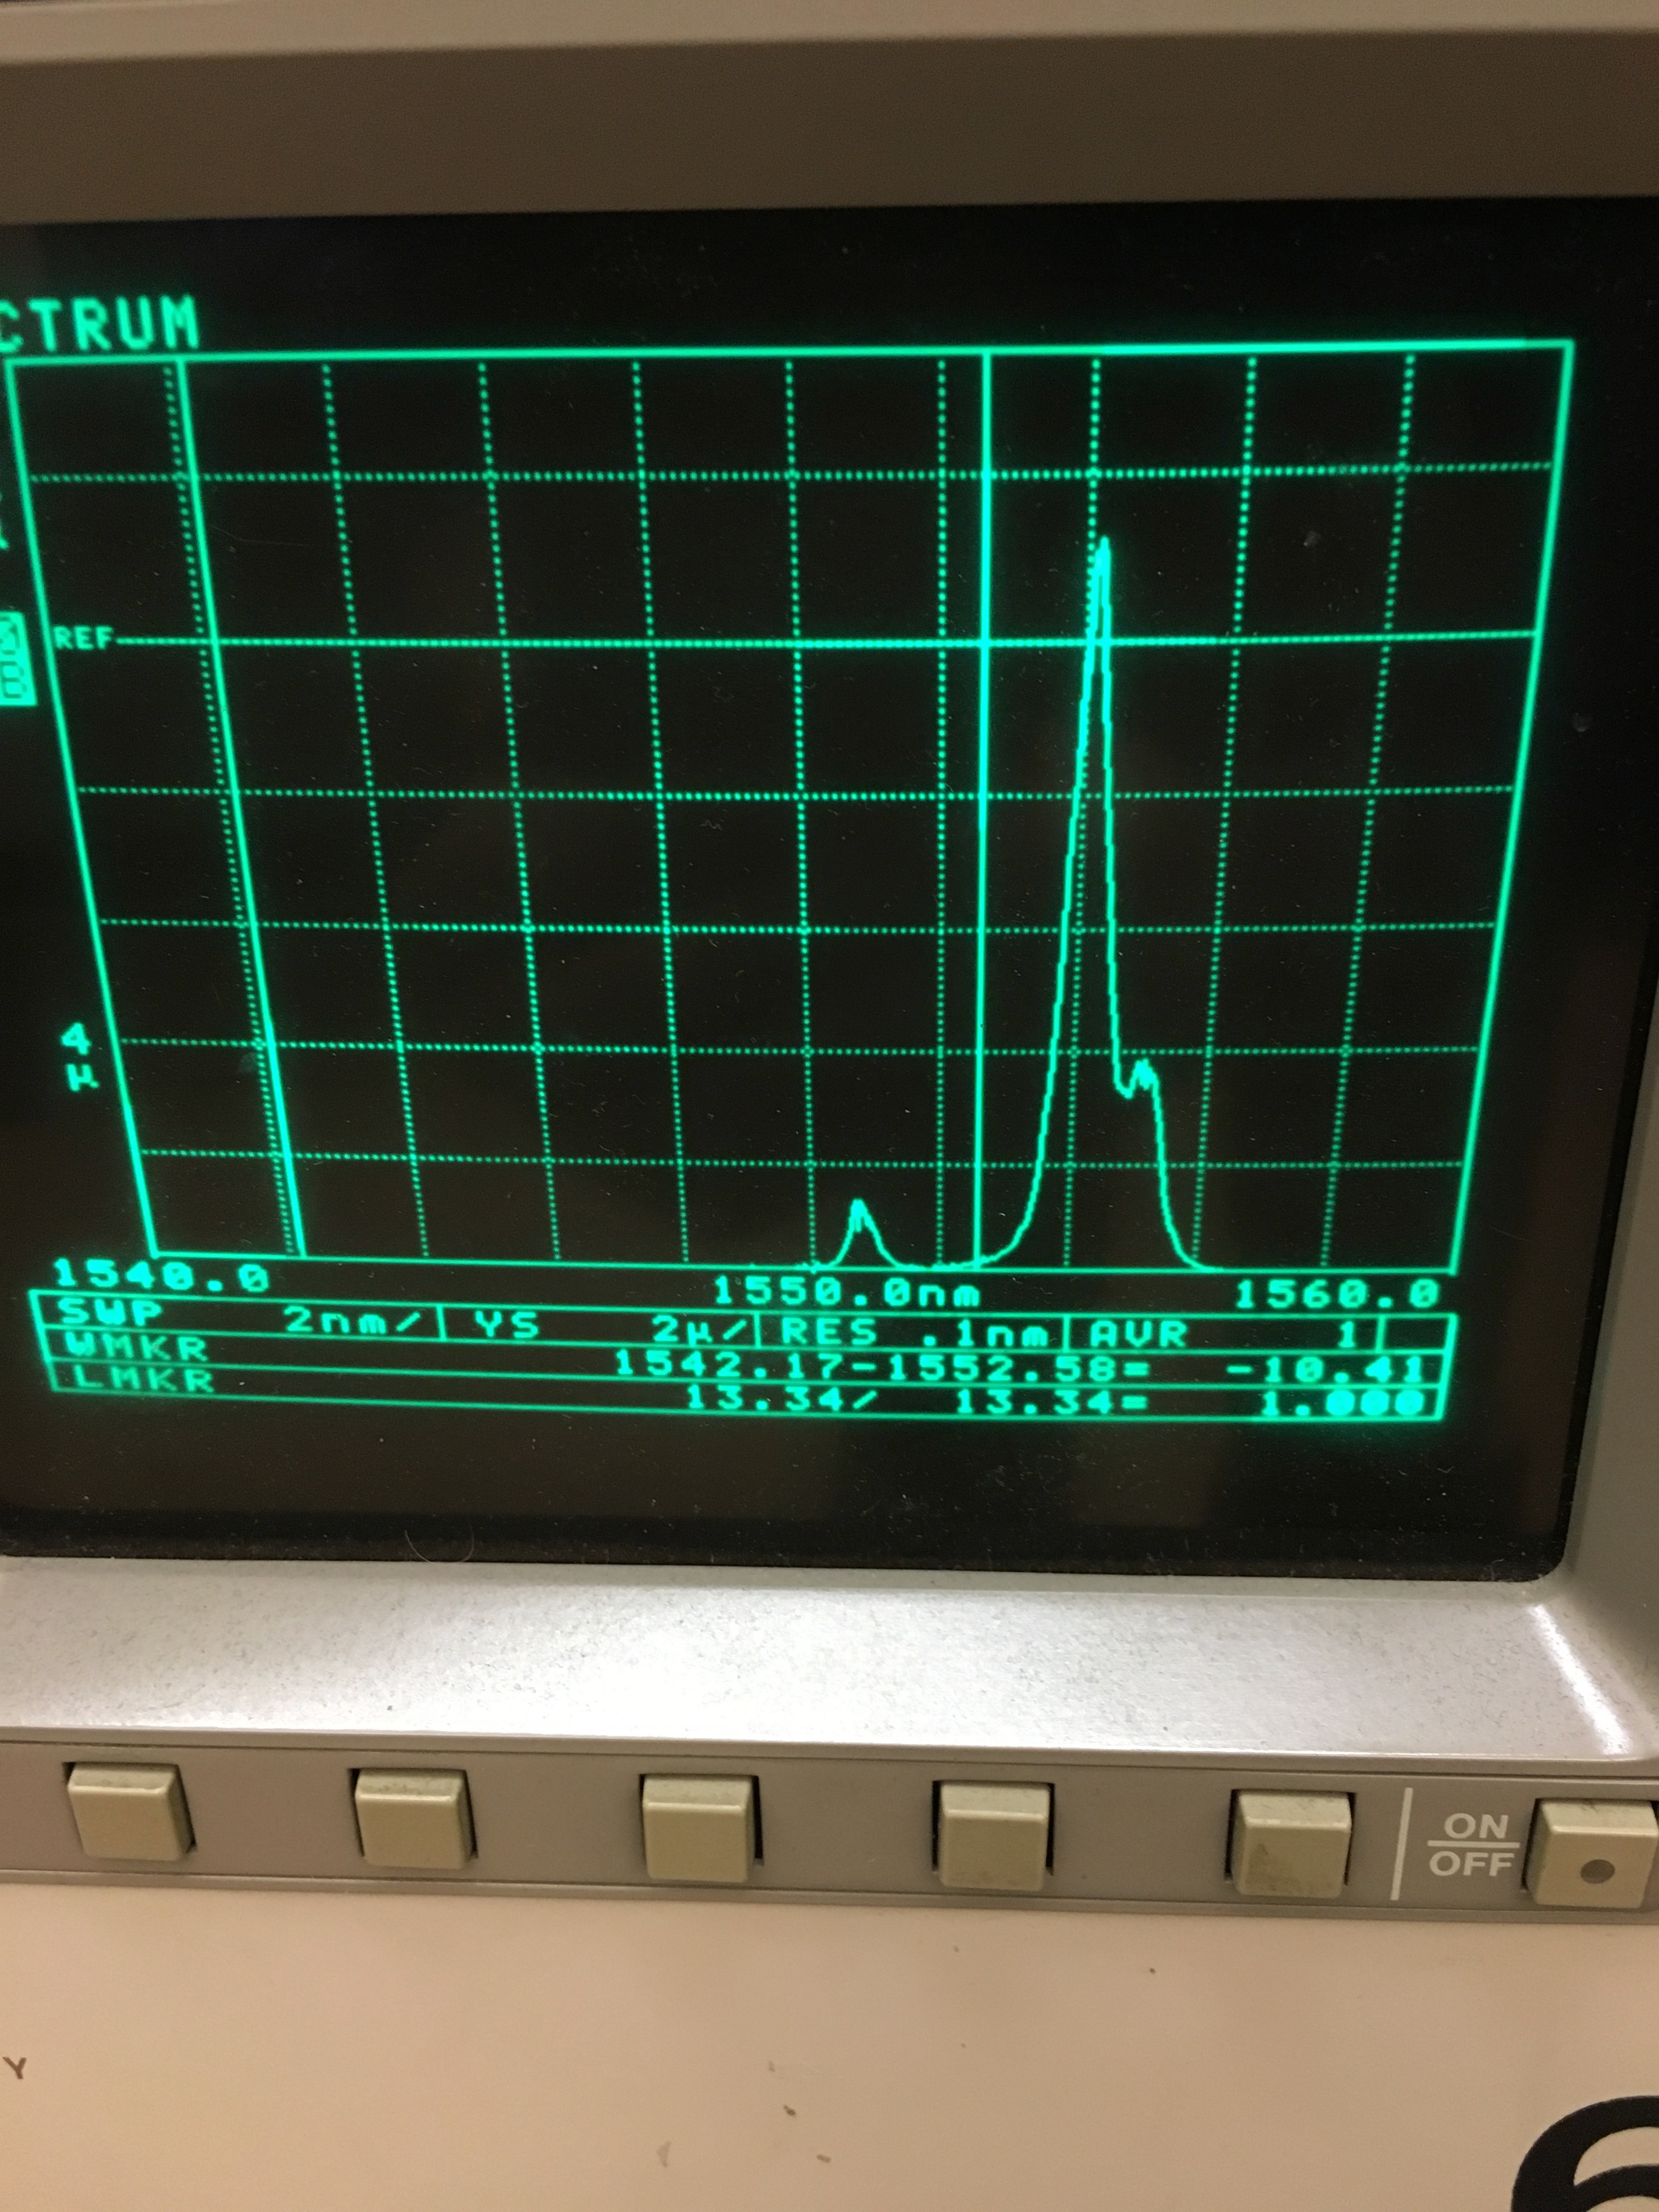 CTRUM
REF
4
μ
1540.0 1550.0nm 1560.0
SWP 2nm/ YS 2μ/ RES .1nm AVR 1
WMKR 1542.17-1552.58= -10.41
LMKR 13.34/ 13.34= 1.000
ON
OFF
Y
6